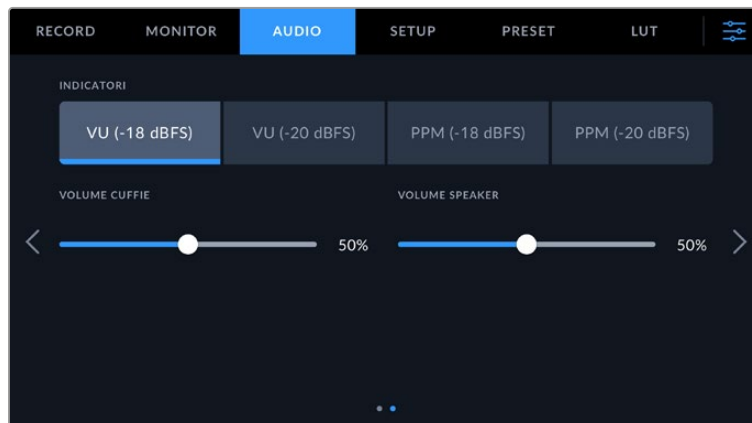 RECORD MONITOR AUDIO SETUP PRESET LUT
INDICATORI
VU (-18 dBFS) VU (-20 dBFS) PPM (-18 dBFS) PPM (-20 dBFS)
VOLUME CUFFIE VOLUME SPEAKER
50% 50%